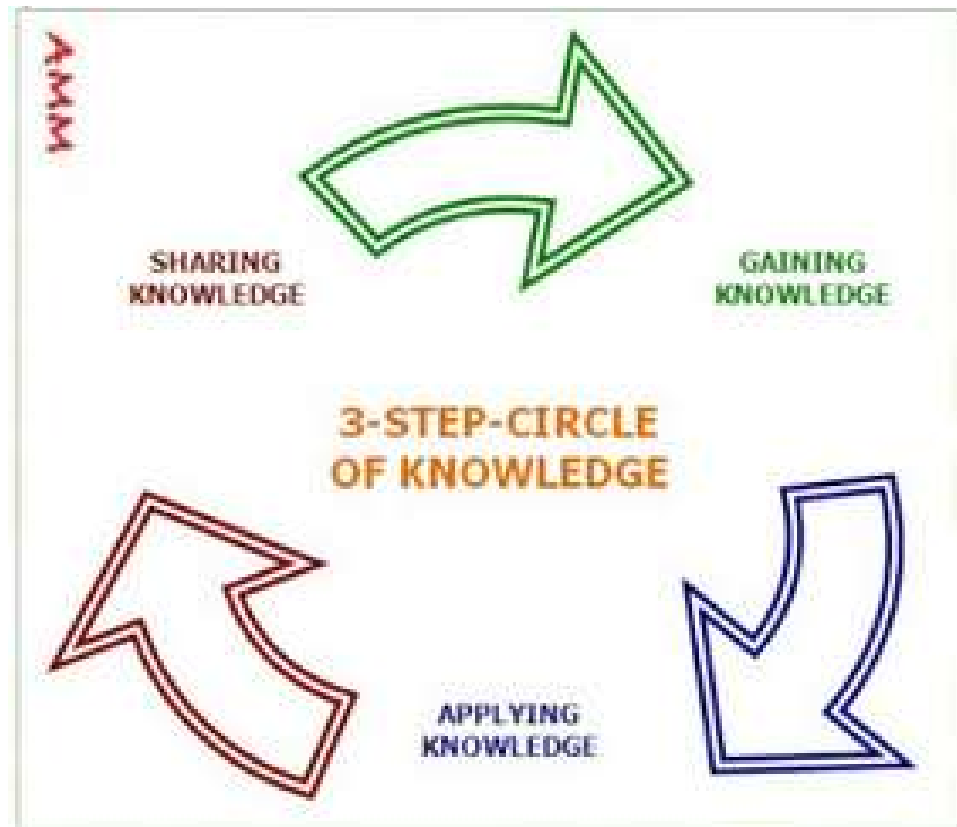 AMM
SHARING
KNOWLEDGE
GAINING
KNOWLEDGE
3-STEP-CIRCLE
OF KNOWLEDGE
APPLYING
KNOWLEDGE